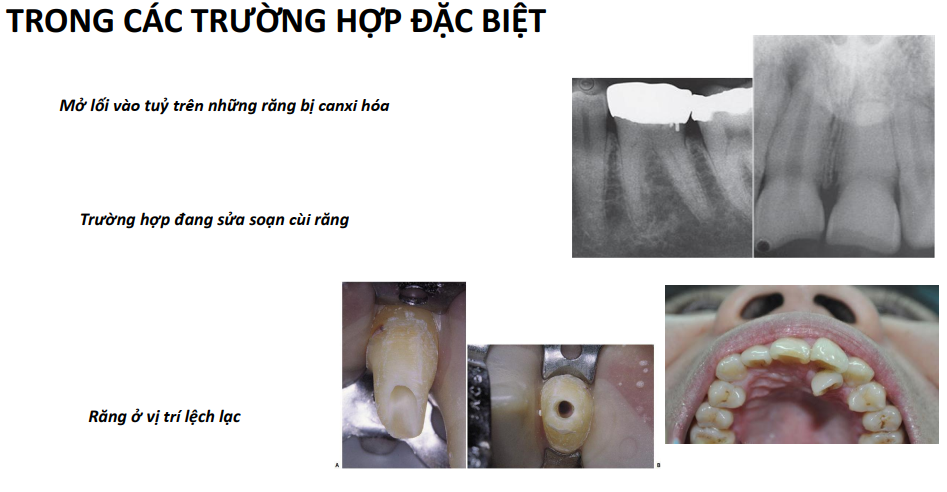 TRONG CÁC TRƯỜNG HỢP ĐẶC BIỆT
Mở lối vào tuỷ trên những răng bị canxi hóa
Trường hợp đang sửa soạn cùi răng
Răng ở vị trí lệch lạc
A
B